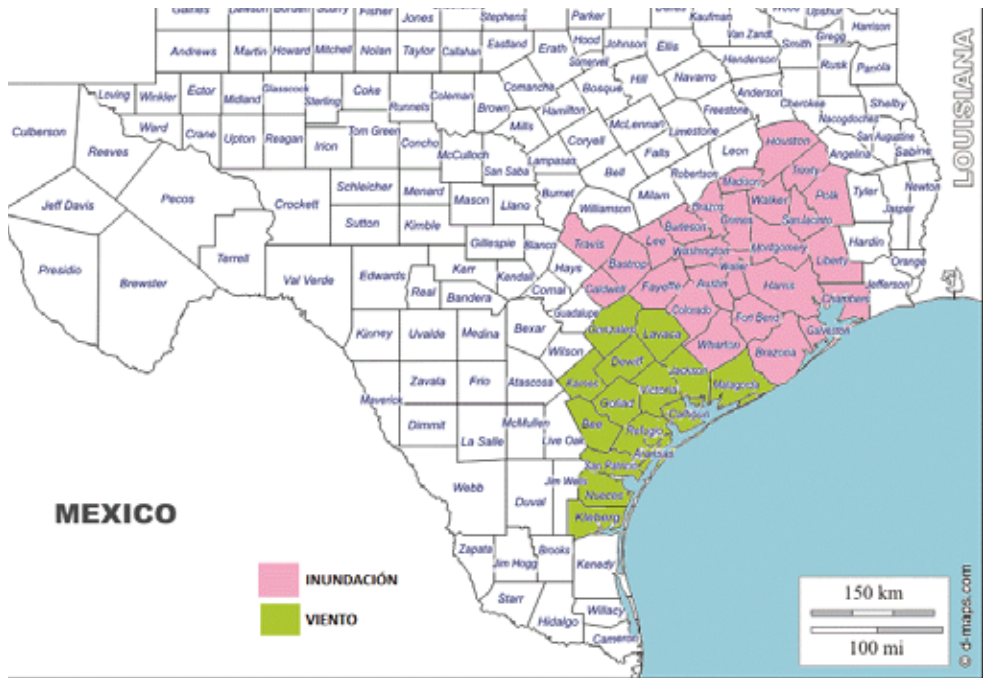 Gaines Dawson Borden Scurry Fisher Jones Stephens Parker Kaufman Van Zandt Wood Upshur Harrison
Andrews Martin Howard Mitchell Nolan Taylor Callahan Eastland Erath Hood Johnson Ellis Henderson Smith Gregg Rusk Panola
Somervell Hill Navarro Anderson Cherokee Shelby
Loving Winkler Ector Midland Glasscock Sterling Coke Runnels Coleman Brown Comanche Hamilton Bosque Freestone Nacogdoches
Culberson Reeves Ward Crane Upton Reagan Irion Tom Green Concho McCulloch Mills Coryell McLennan Limestone Leon Houston Angelina San Augustine Sabine
LOUISIANA
San Saba Lampasas Bell Falls Robertson Madison Trinity Polk Tyler Jasper Newton
Jeff Davis Pecos Crockett Schleicher Menard Mason Llano Burnet Williamson Milam Brazos Grimes Walker San Jacinto
Sutton Kimble Gillespie Blanco Travis Lee Burleson Washington Montgomery Liberty Hardin Orange
Presidio Brewster Terrell Val Verde Edwards Real Kerr Kendall Hays Bastrop Waller Harris Chambers Jefferson
Bandera Comal Caldwell Fayette Austin Colorado Fort Bend Galveston
Kinney Uvalde Medina Bexar Guadalupe Gonzales Lavaca Wharton Brazoria
Wilson Dewitt Jackson Matagorda
Maverick Zavala Frio Atascosa Karnes Goliad Victoria Calhoun
Dimmit La Salle McMullen Live Oak Bee Refugio Aransas
San Patricio
Webb Duval Jim Wells Nueces
MEXICO
Kleberg
Zapata Jim Hogg Brooks Kenedy
INUNDACIÓN
Starr Willacy
VIENTO
Hidalgo Cameron
150 km
100 mi
© d-maps.com